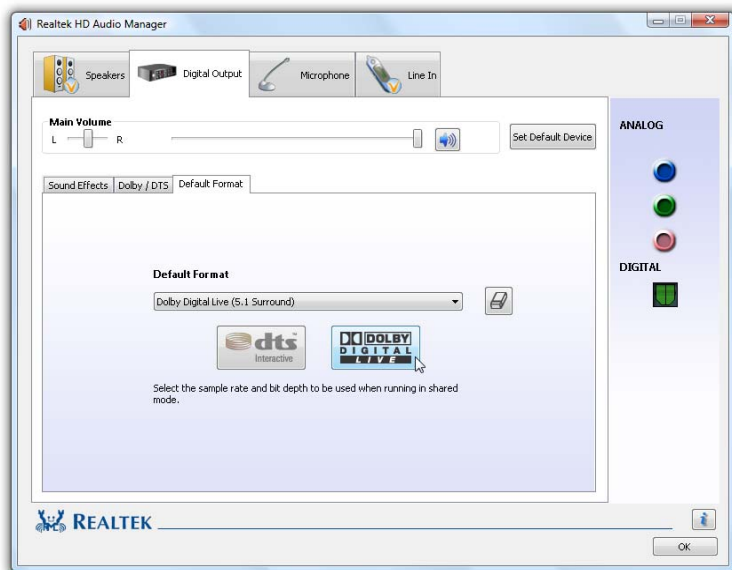 Realtek HD Audio Manager
Speakers
Digital Output
Microphone
Line In
Main Volume
L R
Set Default Device
ANALOG
Sound Effects Dolby / DTS Default Format
DIGITAL
Default Format
Dolby Digital Live (5.1 Surround)
dts™
Interactive
DOLBY
DIGITAL
LIVE
Select the sample rate and bit depth to be used when running in shared
mode.
REALTEK
i
OK